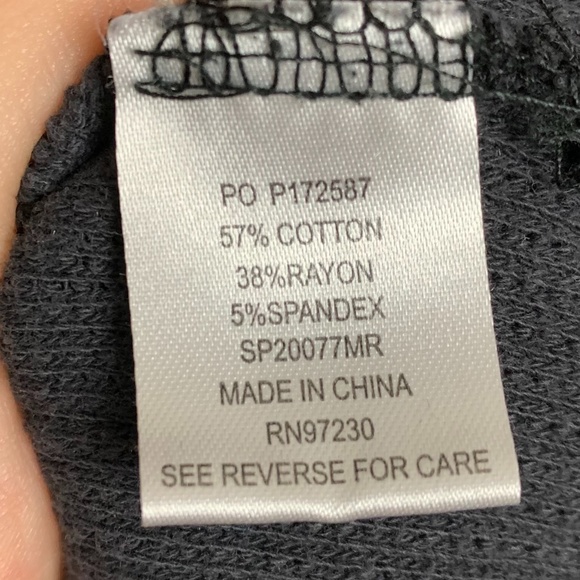 PO P172587
57% COTTON
38%RAYON
5%SPANDEX
SP20077MR
MADE IN CHINA
RN97230
SEE REVERSE FOR CARE